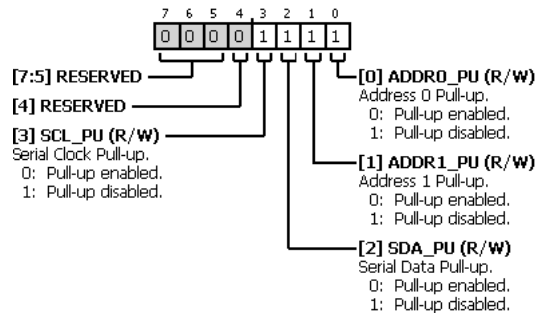 7 6 5 4 3 2 1 0
0 0 0 0 1 1 1 1
[7:5] RESERVED
[4] RESERVED
[3] SCL_PU (R/W)
Serial Clock Pull-up.
0: Pull-up enabled.
1: Pull-up disabled.
[0] ADDR0_PU (R/W)
Address 0 Pull-up.
0: Pull-up enabled.
1: Pull-up disabled.
[1] ADDR1_PU (R/W)
Address 1 Pull-up.
0: Pull-up enabled.
1: Pull-up disabled.
[2] SDA_PU (R/W)
Serial Data Pull-up.
0: Pull-up enabled.
1: Pull-up disabled.